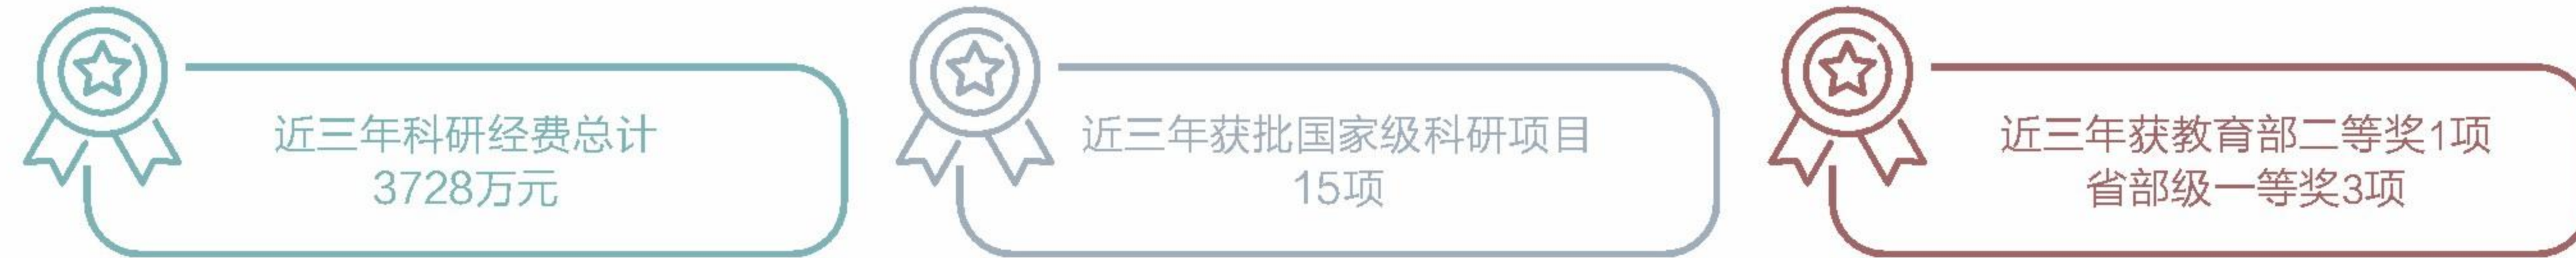 近三年科研经费总计
3728万元
近三年获批国家级科研项目
15项
近三年获教育部二等奖1项
省部级一等奖3项